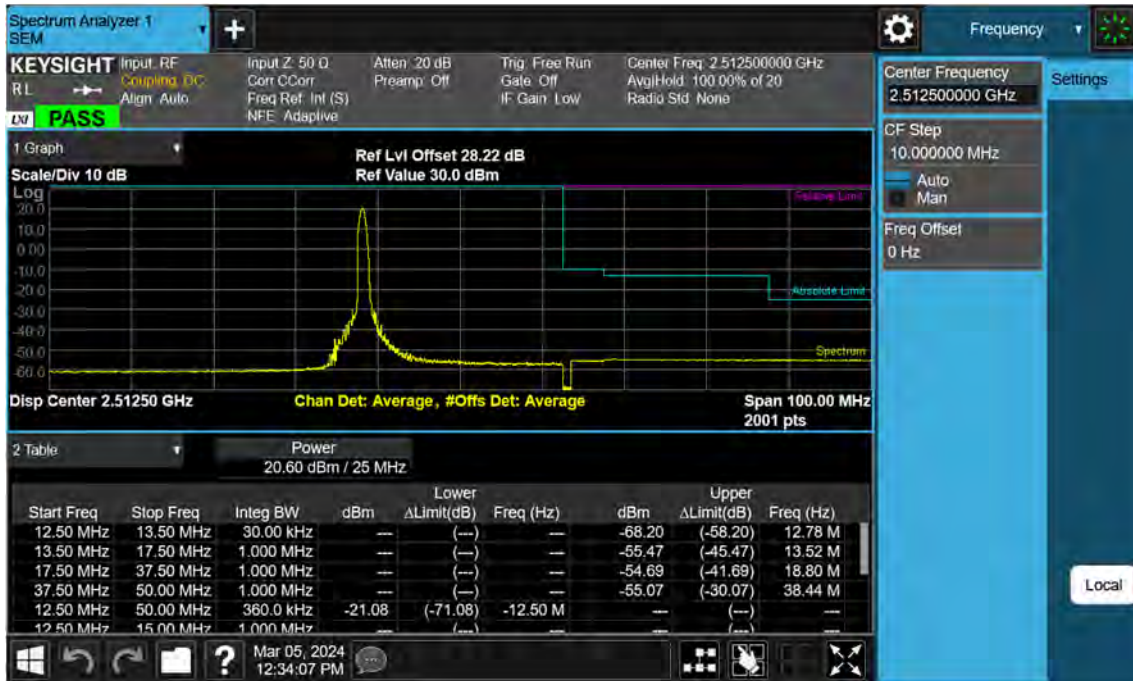 Spectrum Analyzer 1
SEM
+
Frequency
KEYSIGHT Input: RF Input Z: 50 Ω Atten: 20 dB Trig: Free Run Center Freq: 2.512500000 GHz
R L Coupling: DC Corr CCorr Preamp: Off Gate: Off Avg|Hold: 100.00% of 20
Align: Auto Freq Ref: Int (S) IF Gain: Low Radio Std: None
LXI PASS NFE: Adaptive
Center Frequency
2.512500000 GHz
Settings
CF Step
10.000000 MHz
Auto
Man
Freq Offset
0 Hz
1 Graph
Ref Lvl Offset 28.22 dB
Scale/Div 10 dB Ref Value 30.0 dBm
Log
Relative Limit
20.0
10.0
0.00
-10.0
-20.0
Absolute Limit
-30.0
-40.0
-50.0
Spectrum
-60.0
Disp Center 2.51250 GHz Chan Det: Average, #Offs Det: Average Span 100.00 MHz
2001 pts
2 Table
Power
20.60 dBm / 25 MHz
Lower Upper
Start Freq Stop Freq Integ BW dBm ΔLimit(dB) Freq (Hz) dBm ΔLimit(dB) Freq (Hz)
12.50 MHz 13.50 MHz 30.00 kHz --- (---) --- -68.20 (-58.20) 12.78 M
13.50 MHz 17.50 MHz 1.000 MHz --- (---) --- -55.47 (-45.47) 13.52 M
17.50 MHz 37.50 MHz 1.000 MHz --- (---) --- -54.69 (-41.69) 18.80 M
37.50 MHz 50.00 MHz 1.000 MHz --- (---) --- -55.07 (-30.07) 38.44 M
12.50 MHz 50.00 MHz 360.0 kHz -21.08 (-71.08) -12.50 M --- (---) ---
12.50 MHz 15.00 MHz 1.000 MHz --- (---) --- --- (---) ---
Local
? Mar 05, 2024
12:34:07 PM